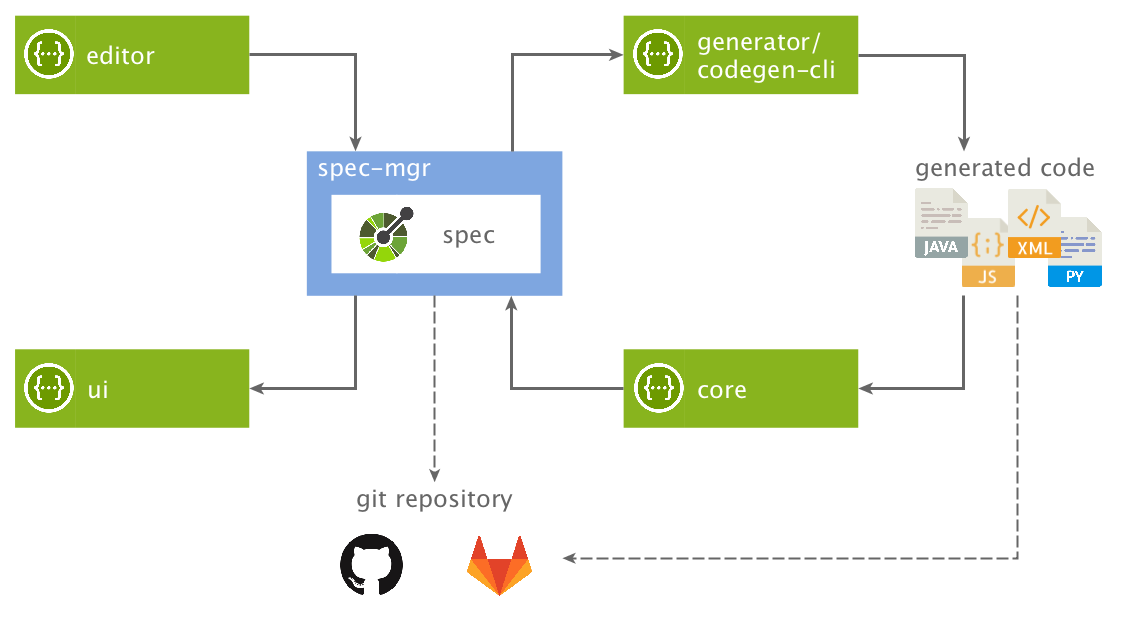 editor
generator/
codegen-cli
spec-mgr
spec
generated code
JAVA
{;}
JS
</>
XML
PY
ui
core
git repository